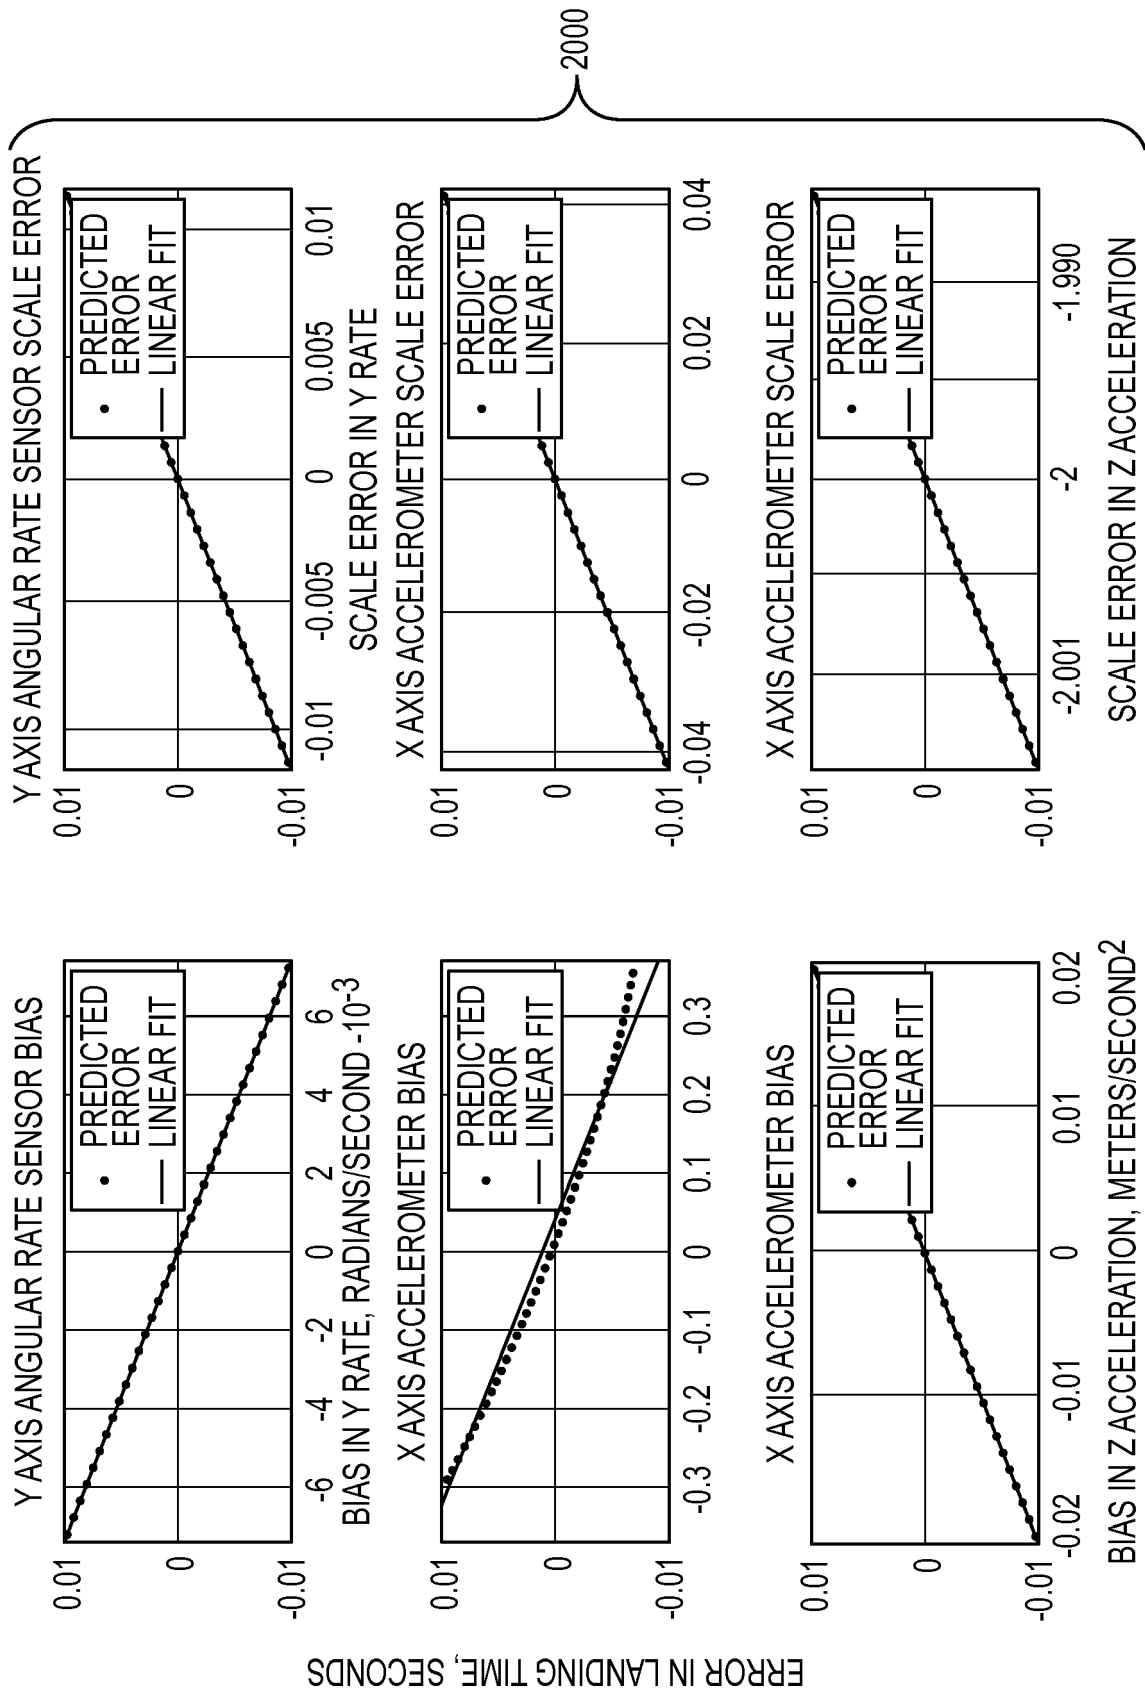 ERROR IN LANDING TIME, SECONDS
Y AXIS ANGULAR RATE SENSOR BIAS
0.01
0
-0.01
PREDICTED
ERROR
LINEAR FIT
-6 -4 -2 0 2 4 6
BIAS IN Y RATE, RADIANS/SECOND -10-3
Y AXIS ANGULAR RATE SENSOR SCALE ERROR
0.01
0
-0.01
PREDICTED
ERROR
LINEAR FIT
-0.01 -0.005 0 0.005 0.01
SCALE ERROR IN Y RATE
X AXIS ACCELEROMETER BIAS
0.01
0
-0.01
PREDICTED
ERROR
LINEAR FIT
-0.3 -0.2 -0.1 0 0.1 0.2 0.3
X AXIS ACCELEROMETER SCALE ERROR
0.01
0
-0.01
PREDICTED
ERROR
LINEAR FIT
-0.04 -0.02 0 0.02 0.04
X AXIS ACCELEROMETER BIAS
0.01
0
-0.01
PREDICTED
ERROR
LINEAR FIT
-0.02 -0.01 0 0.01 0.02
BIAS IN Z ACCELERATION, METERS/SECOND2
X AXIS ACCELEROMETER SCALE ERROR
0.01
0
-0.01
PREDICTED
ERROR
LINEAR FIT
-2.001 -2 -1.990
SCALE ERROR IN Z ACCELERATION
2000